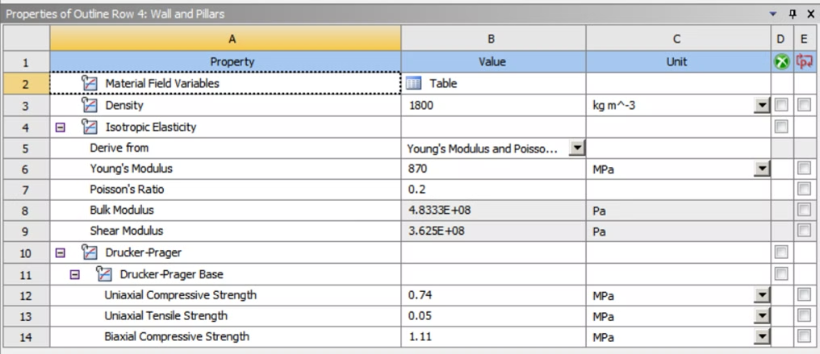 Properties of Outline Row 4: Wall and Pillars
A B C D E
1 Property Value Unit
2 Material Field Variables Table
3 Density 1800 kg m^-3
4 Isotropic Elasticity
5 Derive from Young's Modulus and Poisso...
6 Young's Modulus 870 MPa
7 Poisson's Ratio 0.2
8 Bulk Modulus 4.8333E+08 Pa
9 Shear Modulus 3.625E+08 Pa
10 Drucker-Prager
11 Drucker-Prager Base
12 Uniaxial Compressive Strength 0.74 MPa
13 Uniaxial Tensile Strength 0.05 MPa
14 Biaxial Compressive Strength 1.11 MPa